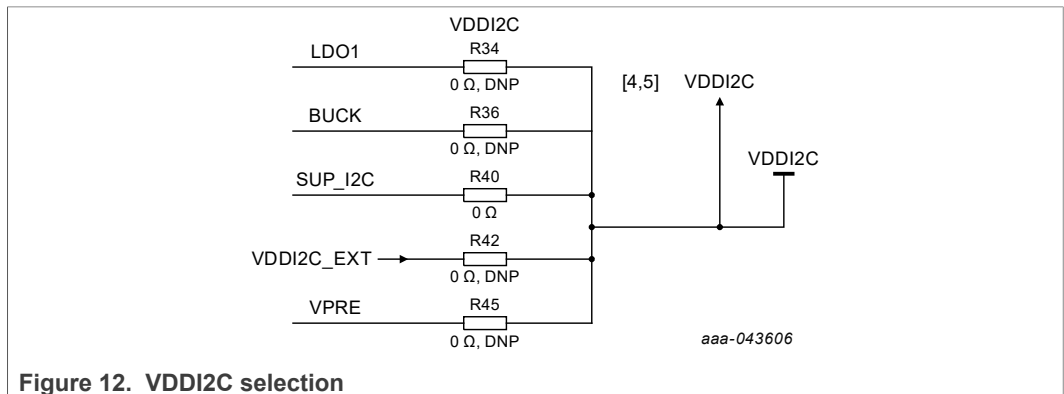 VDDI2C
LDO1
R34
0 Ω, DNP
[4,5] VDDI2C
BUCK
R36
0 Ω, DNP
VDDI2C
SUP_I2C
R40
0 Ω
VDDI2C_EXT
R42
0 Ω, DNP
VPRE
R45
0 Ω, DNP
aaa-043606
Figure 12. VDDI2C selection